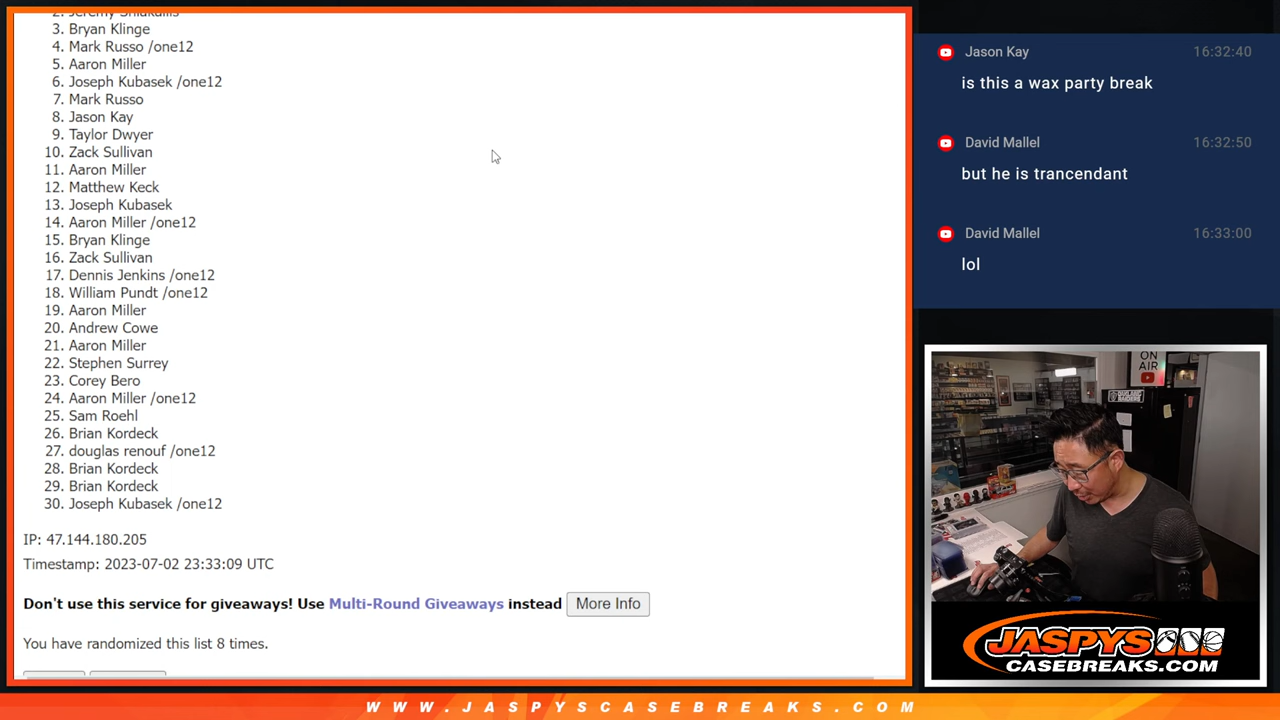 2. Jeremy Shiakallis
3. Bryan Klinge
4. Mark Russo /one12
5. Aaron Miller
6. Joseph Kubasek /one12
7. Mark Russo
8. Jason Kay
9. Taylor Dwyer
10. Zack Sullivan
11. Aaron Miller
12. Matthew Keck
13. Joseph Kubasek
14. Aaron Miller /one12
15. Bryan Klinge
16. Zack Sullivan
17. Dennis Jenkins /one12
18. William Pundt /one12
19. Aaron Miller
20. Andrew Cowe
21. Aaron Miller
22. Stephen Surrey
23. Corey Bero
24. Aaron Miller /one12
25. Sam Roehl
26. Brian Kordeck
27. douglas renouf /one12
28. Brian Kordeck
29. Brian Kordeck
30. Joseph Kubasek /one12
IP: 47.144.180.205
Timestamp: 2023-07-02 23:33:09 UTC
Don't use this service for giveaways! Use Multi-Round Giveaways instead More Info
You have randomized this list 8 times.
Jason Kay 16:32:40
is this a wax party break
David Mallel 16:32:50
but he is trancendant
David Mallel 16:33:00
lol
ON
AIR
JASPYS
CASEBREAKS.COM
WWW.JASPYSCASEBREAKS.COM